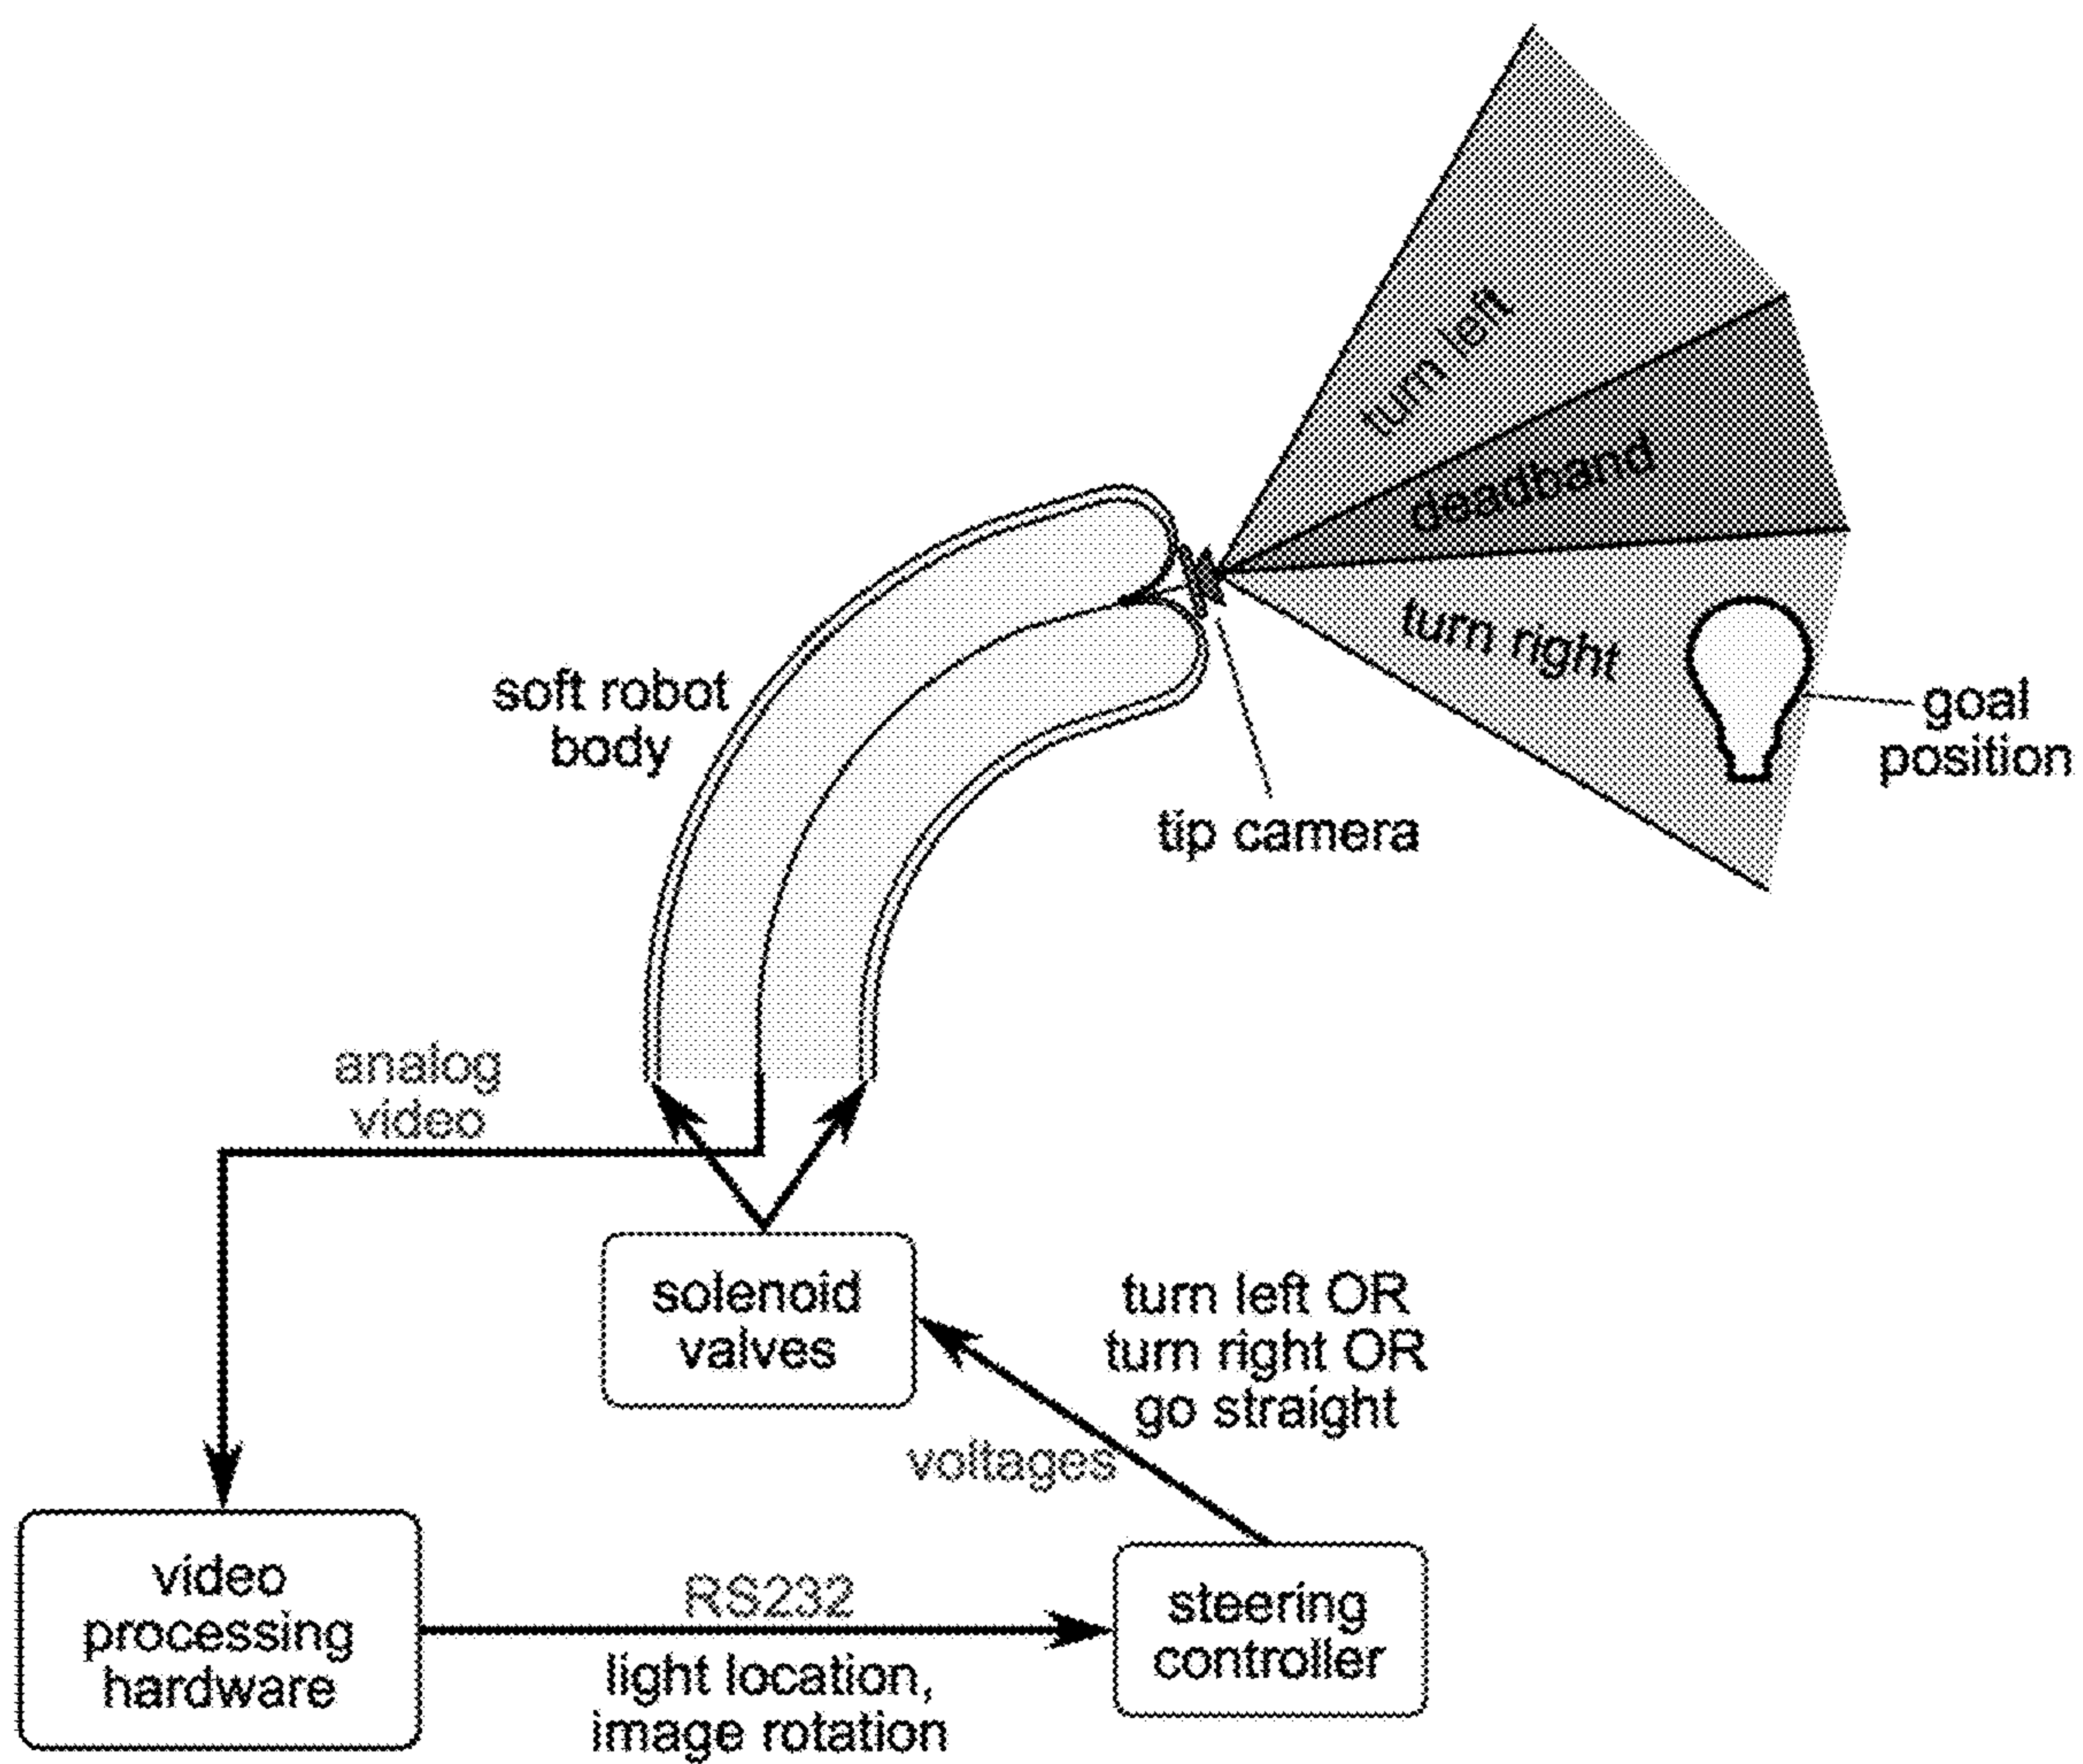 turn left
deadband
turn right
goal
position
soft robot
body
tip camera
analog
video
solenoid
valves
turn left OR
turn right OR
go straight
voltages
video
processing
hardware
RS232
light location,
image rotation
steering
controller